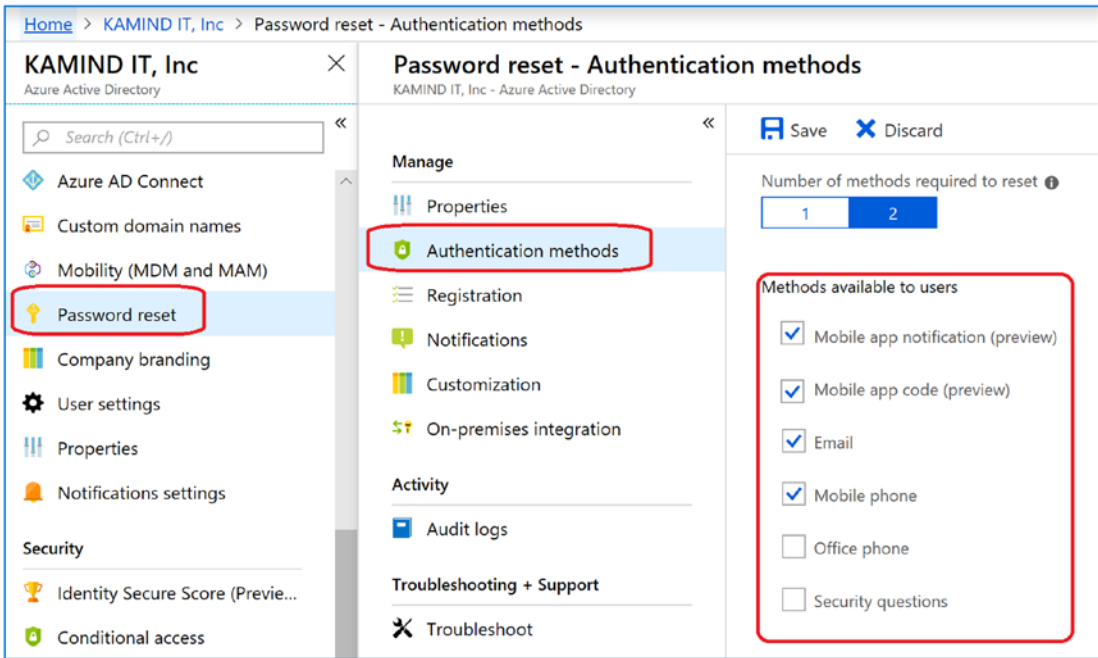 Home > KAMIND IT, Inc > Password reset - Authentication methods
KAMIND IT, Inc
Azure Active Directory
Search (Ctrl+/)
Azure AD Connect
Custom domain names
Mobility (MDM and MAM)
Password reset
Company branding
User settings
Properties
Notifications settings
Security
Identity Secure Score (Previe...
Conditional access
Password reset - Authentication methods
KAMIND IT, Inc - Azure Active Directory
Manage
Properties
Authentication methods
Registration
Notifications
Customization
On-premises integration
Activity
Audit logs
Troubleshooting + Support
Troubleshoot
Save Discard
Number of methods required to reset
1 2
Methods available to users
Mobile app notification (preview)
Mobile app code (preview)
Email
Mobile phone
Office phone
Security questions